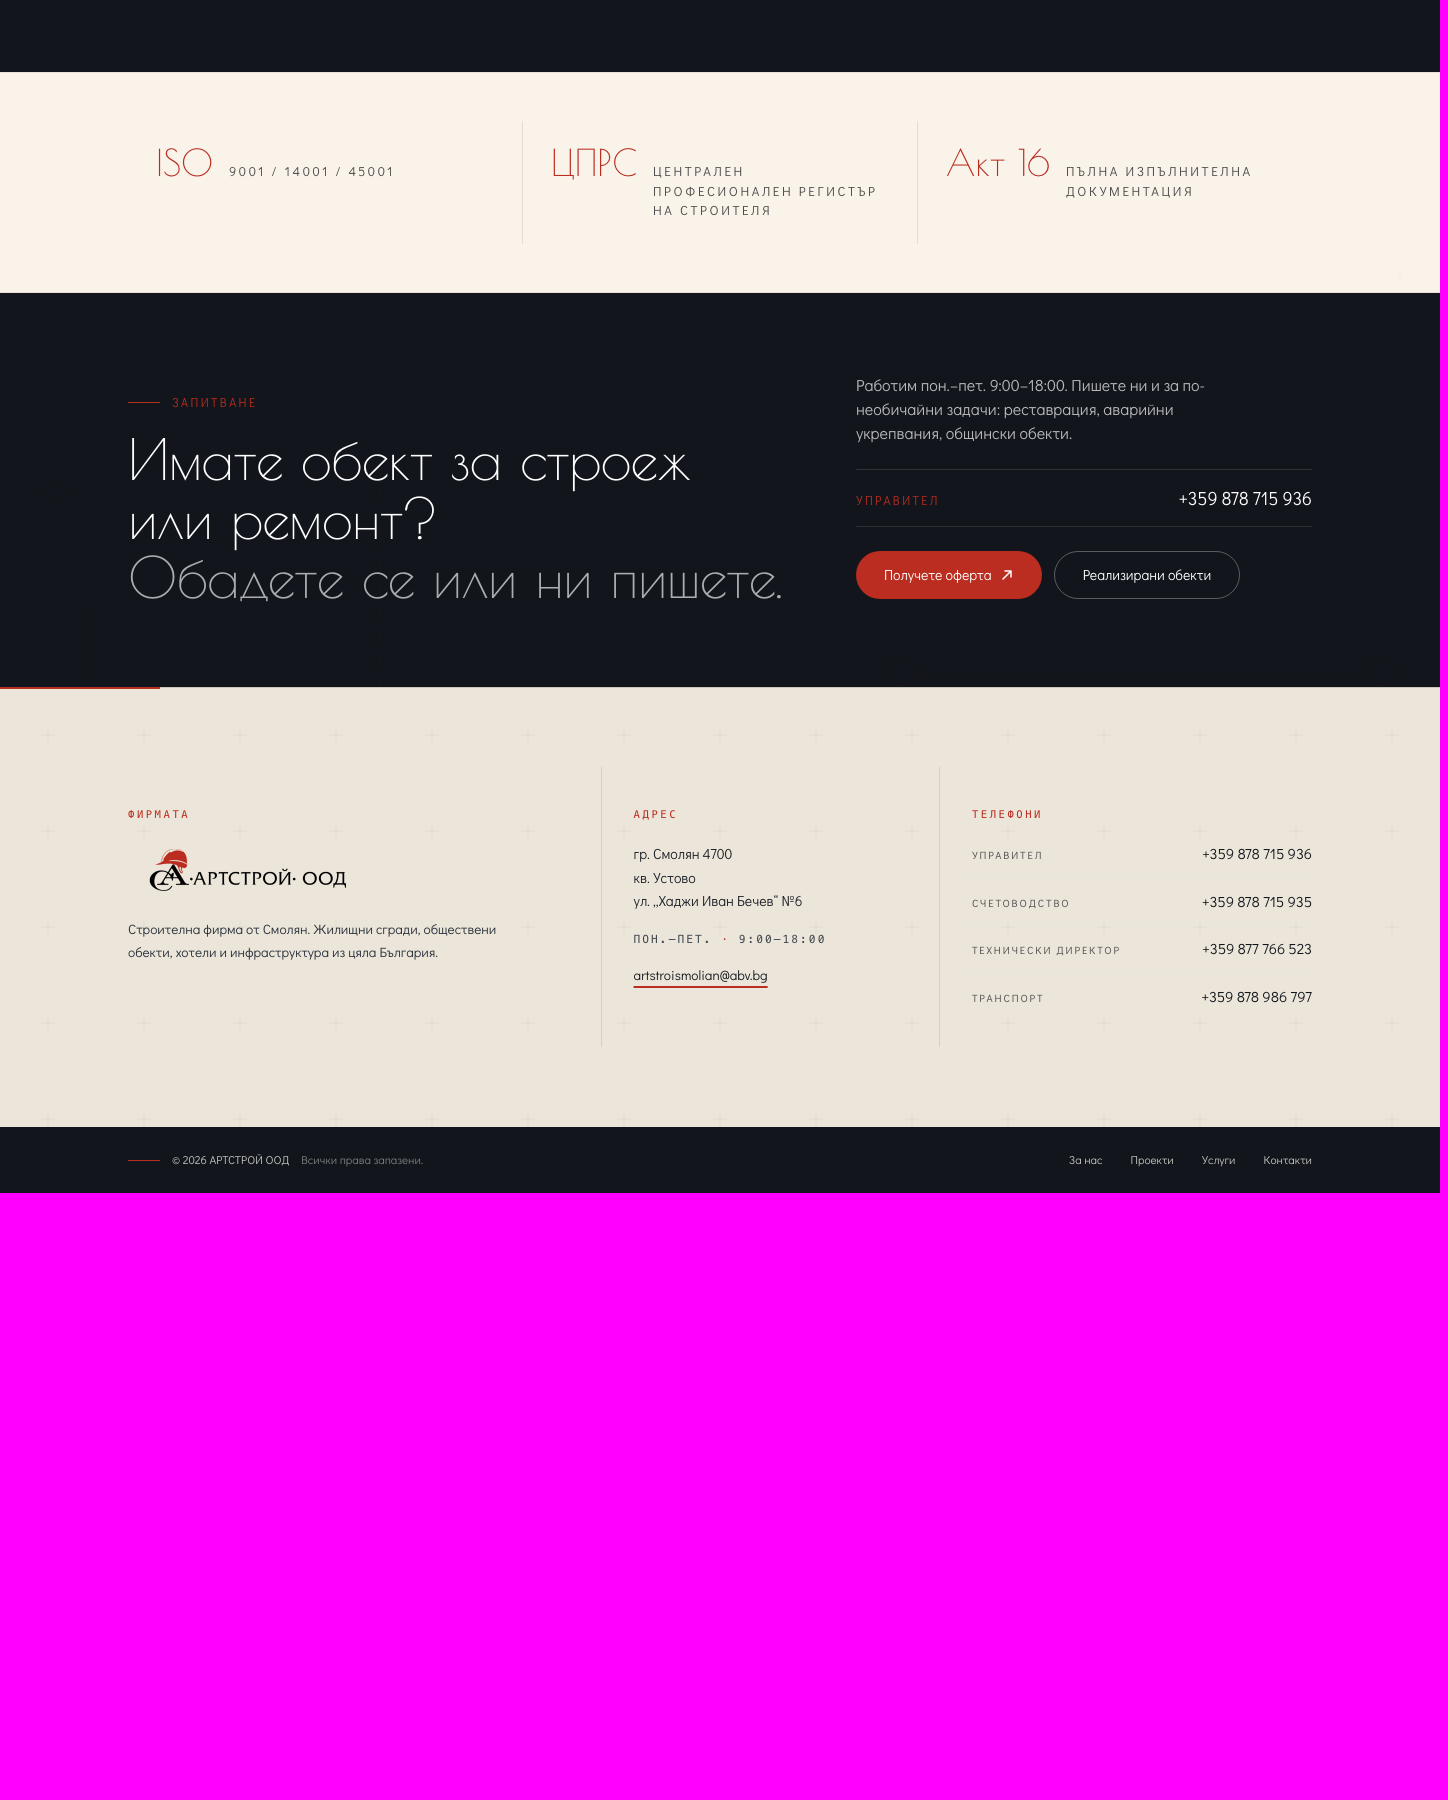 ISO 9001 / 14001 / 45001
ЦПРС ЦЕНТРАЛЕН
ПРОФЕСИОНАЛЕН РЕГИСТЪР
НА СТРОИТЕЛЯ
Акт 16 ПЪЛНА ИЗПЪЛНИТЕЛНА
ДОКУМЕНТАЦИЯ
ЗАПИТВАНЕ
Имате обект за строеж
или ремонт?
Обадете се или ни пишете.
Работим пон.–пет. 9:00–18:00. Пишете ни и за по-
необичайни задачи: реставрация, аварийни
укрепвания, общински обекти.
УПРАВИТЕЛ +359 878 715 936
Получете оферта
Реализирани обекти
ФИРМАТА
А·АРТСТРОЙ· ООД
Строителна фирма от Смолян. Жилищни сгради, обществени
обекти, хотели и инфраструктура из цяла България.
АДРЕС
гр. Смолян 4700
кв. Устово
ул. „Хаджи Иван Бечев“ №6
ПОН.–ПЕТ. · 9:00–18:00
artstroismolian@abv.bg
ТЕЛЕФОНИ
УПРАВИТЕЛ +359 878 715 936
СЧЕТОВОДСТВО +359 878 715 935
ТЕХНИЧЕСКИ ДИРЕКТОР +359 877 766 523
ТРАНСПОРТ +359 878 986 797
© 2026 АРТСТРОЙ ООД Всички права запазени.
За нас Проекти Услуги Контакти